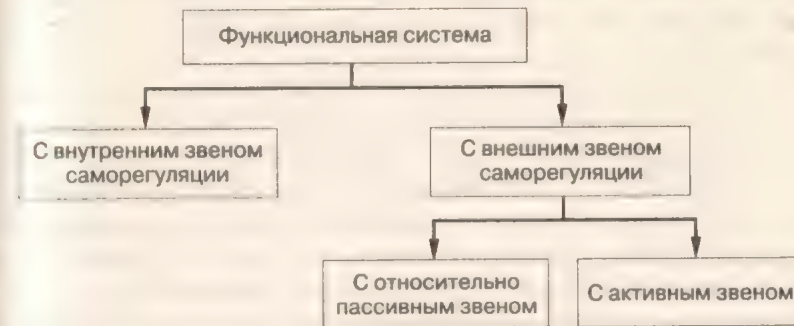 Функциональная система
С внутренним звеном
саморегуляции
С внешним звеном
саморегуляции
С относительно
пассивным звеном
С активным звеном